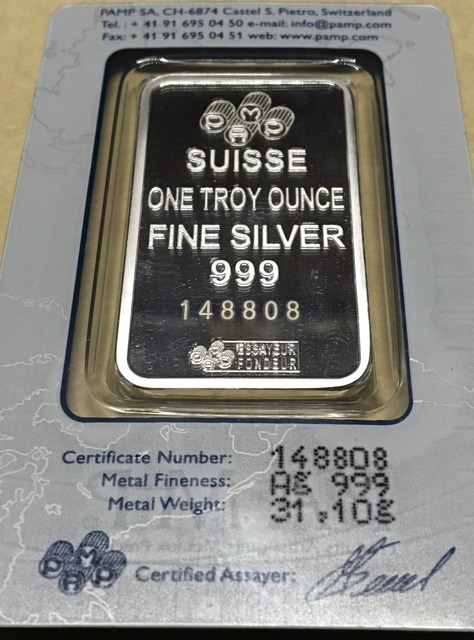 PAMP SA, CH-6874 Castel S. Pietro, Switzerland
Tel.: + 41 91 695 04 50 e-mail: info@pamp.com
Fax: + 41 91 695 04 51 web: www.pamp.com
PAMP
SUISSE
ONE TROY OUNCE
FINE SILVER
999
148808
PAMP ESSAYEUR
FONDEUR
Certificate Number: 148808
Metal Fineness: Ag 999
Metal Weight: 31,10g
PAMP Certified Assayer: